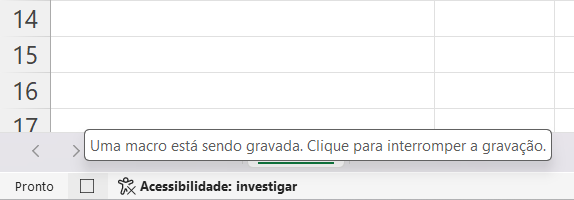 14
15
16
17
Uma macro está sendo gravada. Clique para interromper a gravação.
Pronto Acessibilidade: investigar